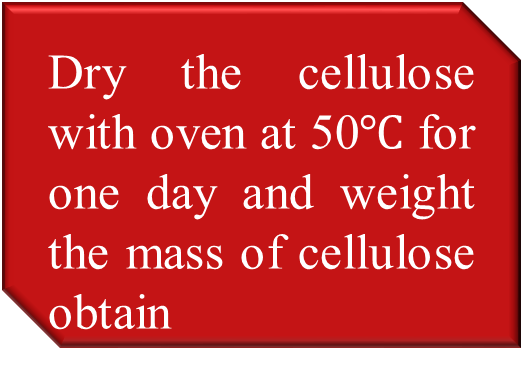 Dry the cellulose
with oven at 50℃ for
one day and weight
the mass of cellulose
obtain